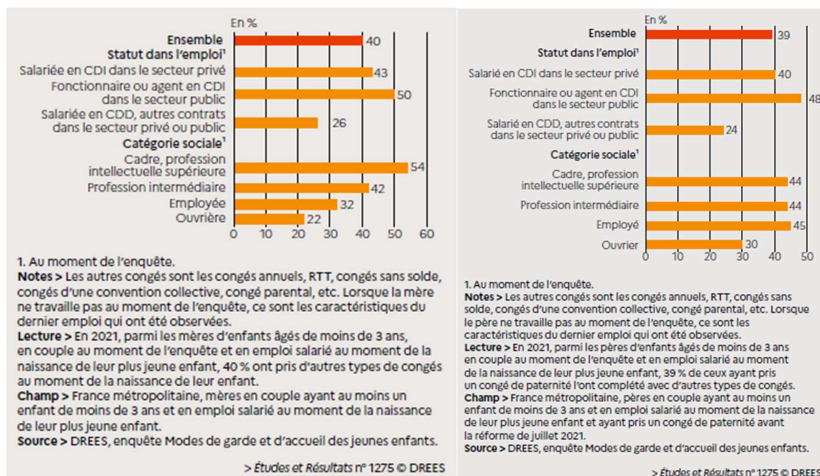 En %
Ensemble 40
Statut dans l'emploi¹
Salariée en CDI dans le secteur privé 43
Fonctionnaire ou agent en CDI
dans le secteur public 50
Salariée en CDD, autres contrats
dans le secteur privé ou public 26
Catégorie sociale¹
Cadre, profession
intellectuelle supérieure 54
Profession intermédiaire 42
Employée 32
Ouvrière 22
0 10 20 30 40 50 60
1. Au moment de l'enquête.
Notes > Les autres congés sont les congés annuels, RTT, congés sans solde,
congés d'une convention collective, congé parental, etc. Lorsque la mère
ne travaille pas au moment de l'enquête, ce sont les caractéristiques du
dernier emploi qui ont été observées.
Lecture > En 2021, parmi les mères d'enfants âgés de moins de 3 ans,
en couple au moment de l'enquête et en emploi salarié au moment de la
naissance de leur plus jeune enfant, 40 % ont pris d'autres types de congés
au moment de la naissance de leur enfant.
Champ > France métropolitaine, mères en couple ayant au moins un
enfant de moins de 3 ans et en emploi salarié au moment de la naissance
de leur plus jeune enfant.
Source > DREES, enquête Modes de garde et d'accueil des jeunes enfants.
> Études et Résultats n° 1275 © DREES
En %
Ensemble 39
Statut dans l'emploi¹
Salarié en CDI dans le secteur privé 40
Fonctionnaire ou agent en CDI
dans le secteur public 48
Salarié en CDD, autres contrats
dans le secteur privé ou public 24
Catégorie sociale¹
Cadre, profession
intellectuelle supérieure 44
Profession intermédiaire 44
Employé 45
Ouvrier 30
0 10 20 30 40 50
1. Au moment de l'enquête.
Notes > Les autres congés sont les congés annuels, RTT, congés sans
solde, congés d'une convention collective, congé parental, etc. Lorsque
le père ne travaille pas au moment de l'enquête, ce sont les
caractéristiques du dernier emploi qui ont été observées.
Lecture > En 2021, parmi les pères d'enfants âgés de moins de 3 ans
en couple au moment de l'enquête et en emploi salarié au moment
de la naissance de leur plus jeune enfant, 39 % de ceux ayant pris
un congé de paternité l'ont complété avec d'autres types de congés.
Champ > France métropolitaine, pères en couple ayant au moins un
enfant de moins de 3 ans et en emploi salarié au moment de la naissance
de leur plus jeune enfant et ayant pris un congé de paternité avant
la réforme de juillet 2021.
Source > DREES, enquête Modes de garde et d'accueil des jeunes enfants.
> Études et Résultats n° 1275 © DREES